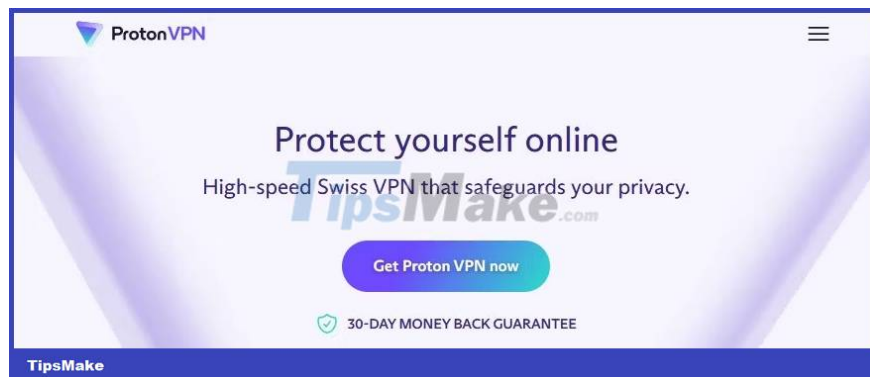 ProtonVPN
Protect yourself online
High-speed Swiss VPN that safeguards your privacy.
TipsMake.com
Get Proton VPN now
30-DAY MONEY BACK GUARANTEE
TipsMake